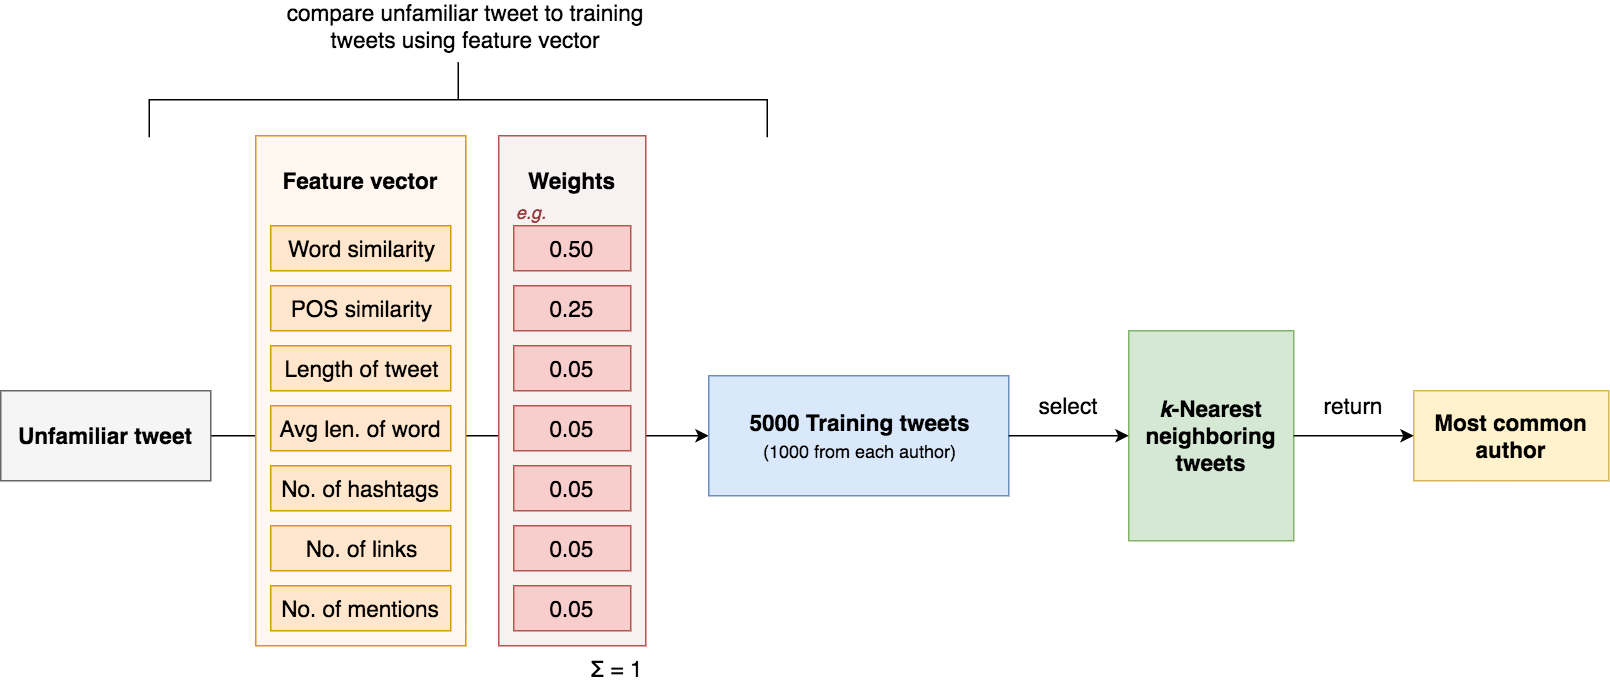 compare unfamiliar tweet to training
tweets using feature vector
Feature vector
Word similarity
POS similarity
Length of tweet
Avg len. of word
No. of hashtags
No. of links
No. of mentions
Weights
e.g.
0.50
0.25
0.05
0.05
0.05
0.05
0.05
Σ = 1
Unfamiliar tweet
5000 Training tweets
(1000 from each author)
select
k-Nearest
neighboring
tweets
return
Most common
author